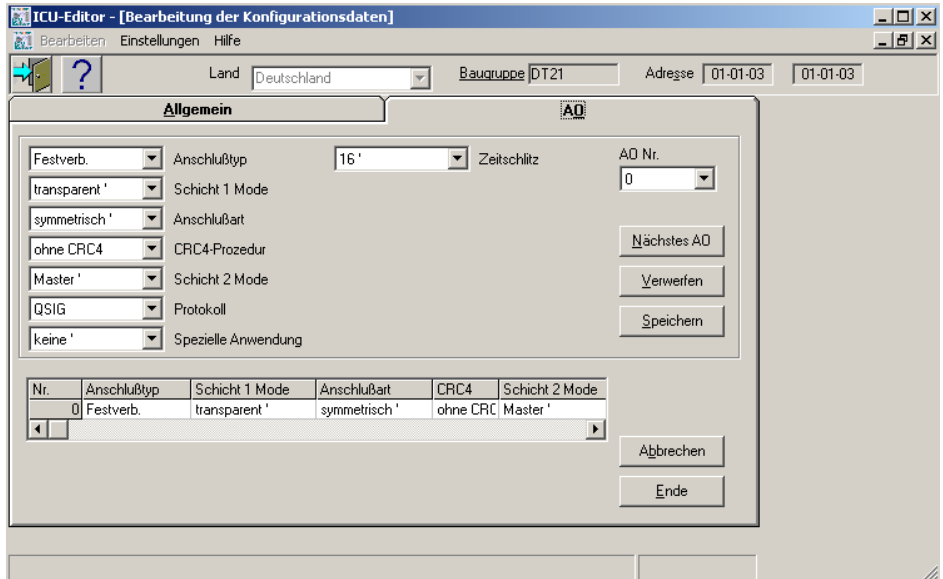 ICU-Editor - [Bearbeitung der Konfigurationsdaten]
Bearbeiten Einstellungen Hilfe
? Land Deutschland Baugruppe DT21 Adresse 01-01-03 01-01-03
Allgemein AO
Festverb. Anschlußtyp 16 ' Zeitschlitz AO Nr.
0
transparent ' Schicht 1 Mode
symmetrisch ' Anschlußart
ohne CRC4 CRC4-Prozedur Nächstes AO
Master ' Schicht 2 Mode Verwerfen
QSIG Protokoll Speichern
keine ' Spezielle Anwendung
Nr. Anschlußtyp Schicht 1 Mode Anschlußart CRC4 Schicht 2 Mode
0 Festverb. transparent ' symmetrisch ' ohne CRC Master '
Abbrechen
Ende